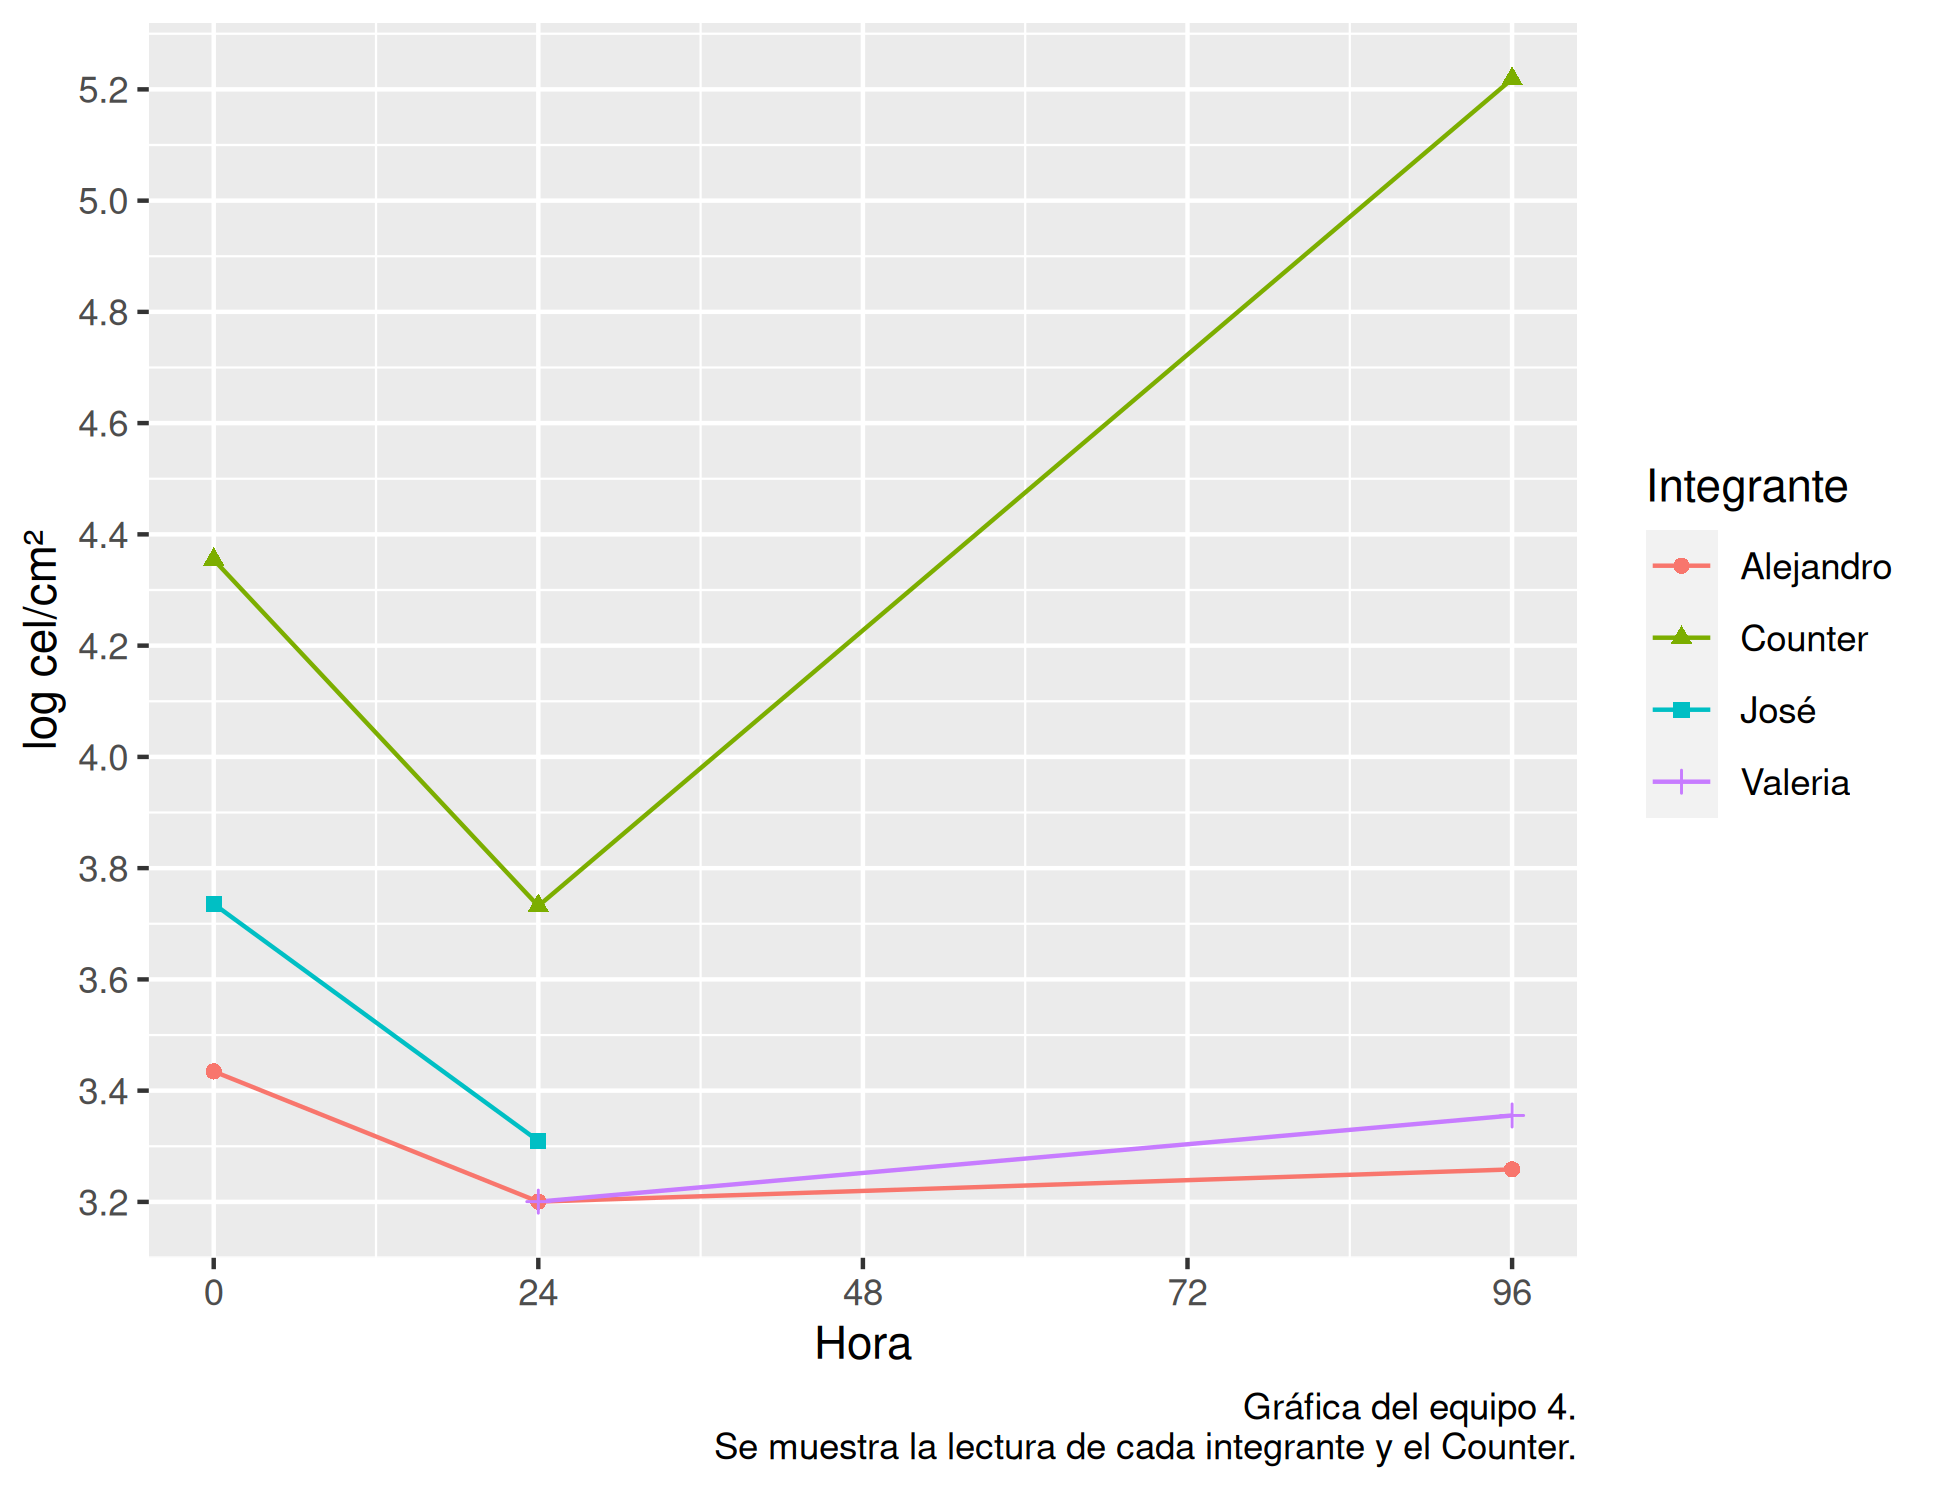 5.2
5.0
4.8
4.6
4.4
4.2
4.0
3.8
3.6
3.4
3.2
log cel/cm²
0 24 48 72 96
Hora
Integrante
Alejandro
Counter
José
Valeria
Gráfica del equipo 4.
Se muestra la lectura de cada integrante y el Counter.